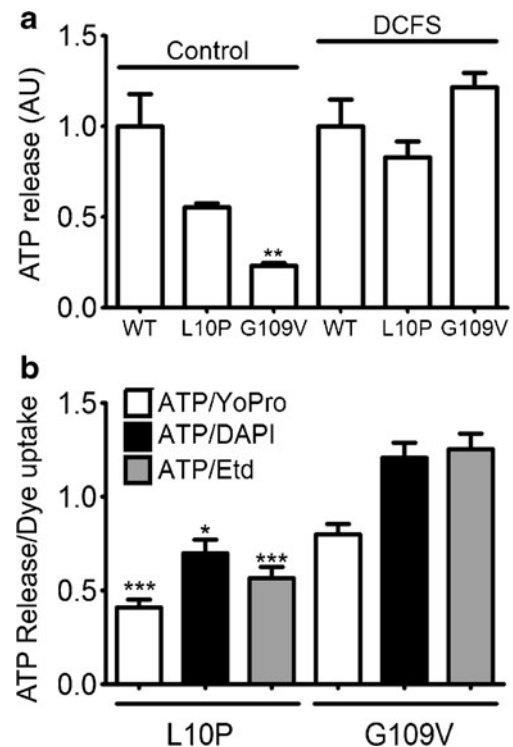 a
ATP release (AU)
1.5
1.0
0.5
0.0
Control
DCFS
**
WT L10P G109V WT L10P G109V
b
ATP Release/Dye uptake
1.5
1.0
0.5
0.0
ATP/YoPro
ATP/DAPI
ATP/Etd
***
*
***
L10P G109V